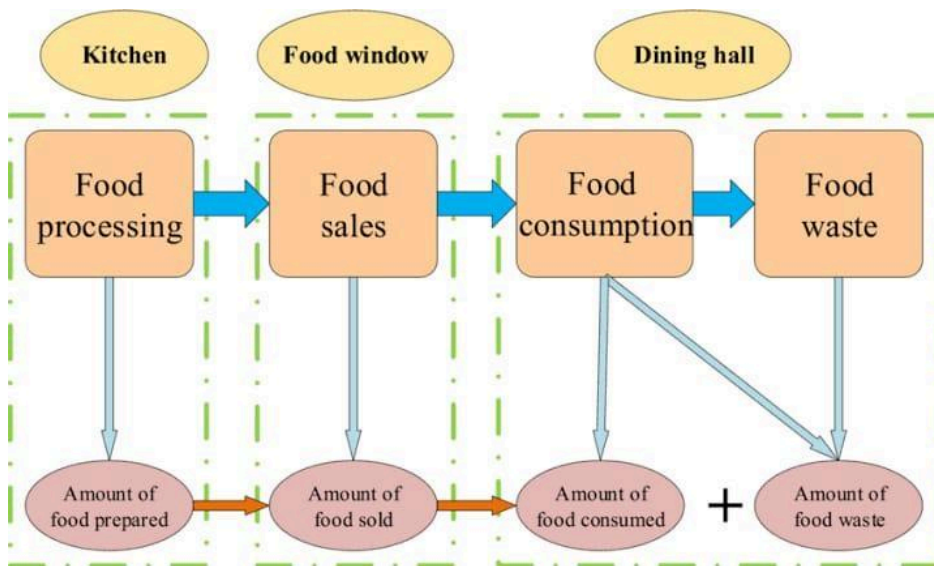 Kitchen
Food window
Dining hall
Food
processing
Food
sales
Food
consumption
Food
waste
Amount of
food prepared
Amount of
food sold
Amount of
food consumed
+
Amount of
food waste